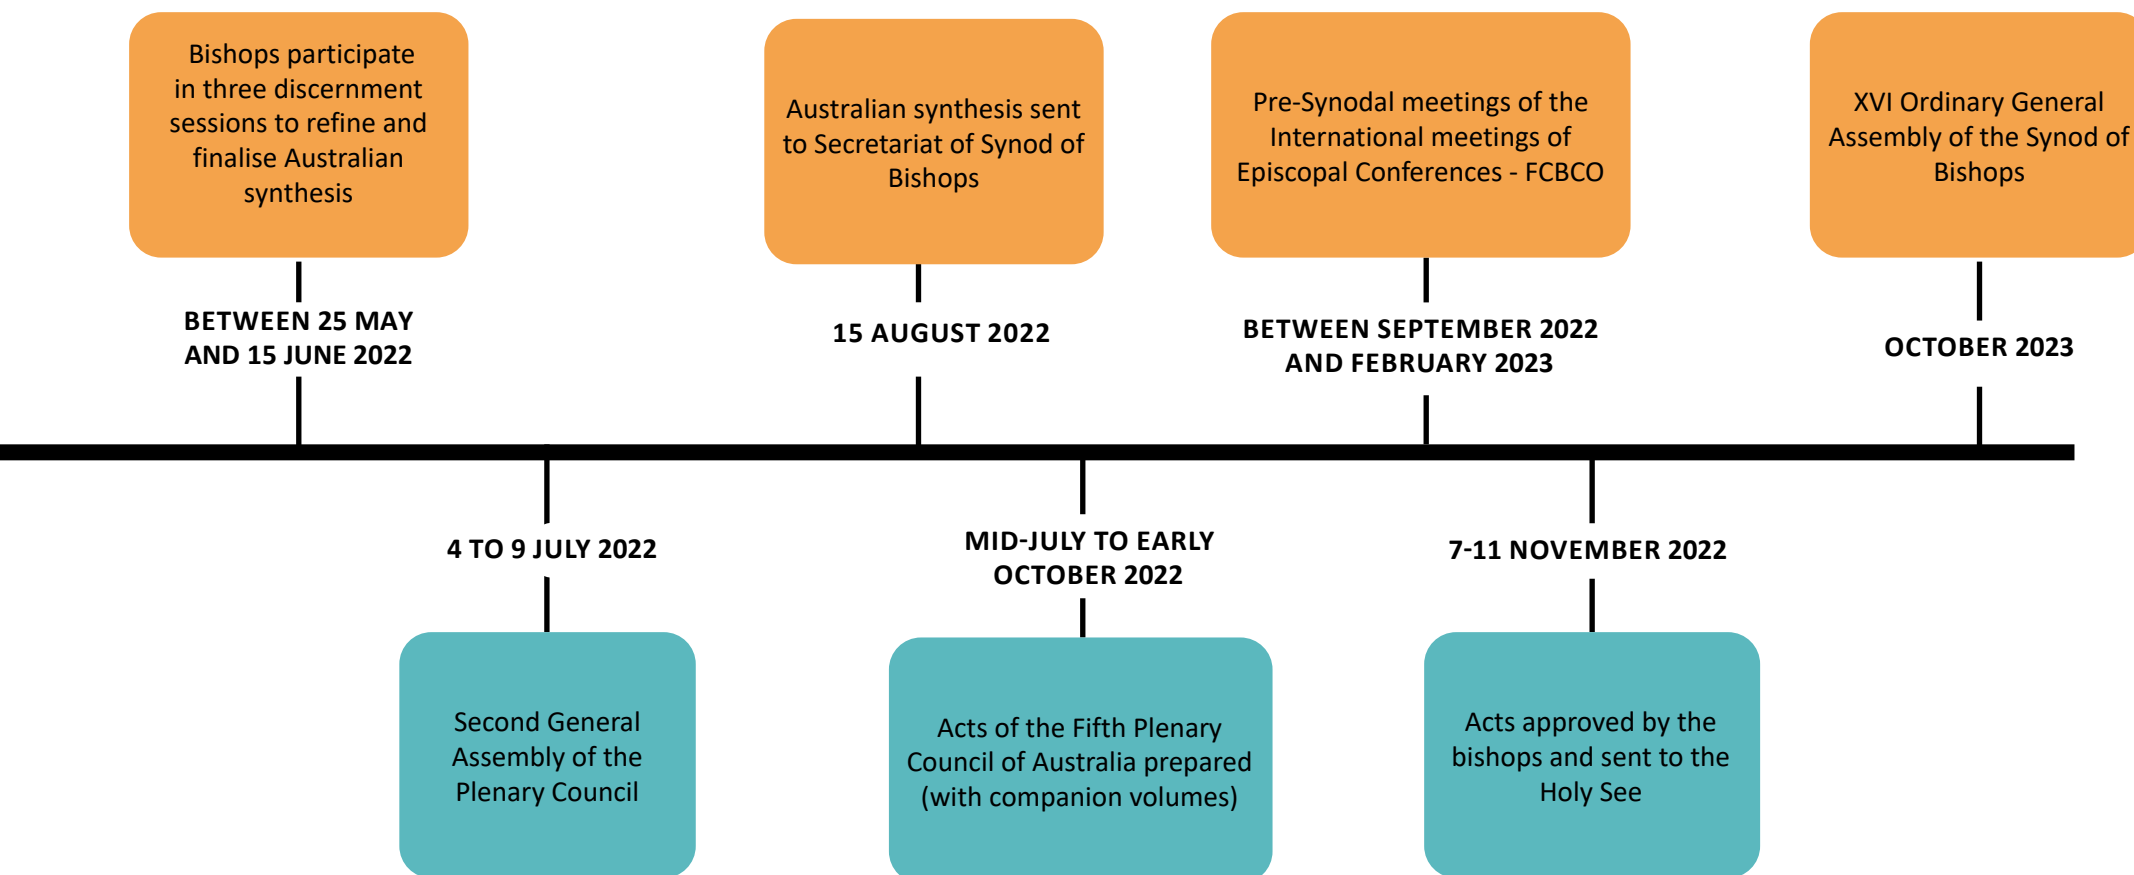 Bishops participate
in three discernment
sessions to refine and
finalise Australian
synthesis
BETWEEN 25 MAY
AND 15 JUNE 2022
Australian synthesis sent
to Secretariat of Synod of
Bishops
15 AUGUST 2022
Pre-Synodal meetings of the
International meetings of
Episcopal Conferences - FCBCO
BETWEEN SEPTEMBER 2022
AND FEBRUARY 2023
XVI Ordinary General
Assembly of the Synod of
Bishops
OCTOBER 2023
4 TO 9 JULY 2022
Second General
Assembly of the
Plenary Council
MID-JULY TO EARLY
OCTOBER 2022
Acts of the Fifth Plenary
Council of Australia prepared
(with companion volumes)
7-11 NOVEMBER 2022
Acts approved by the
bishops and sent to the
Holy See